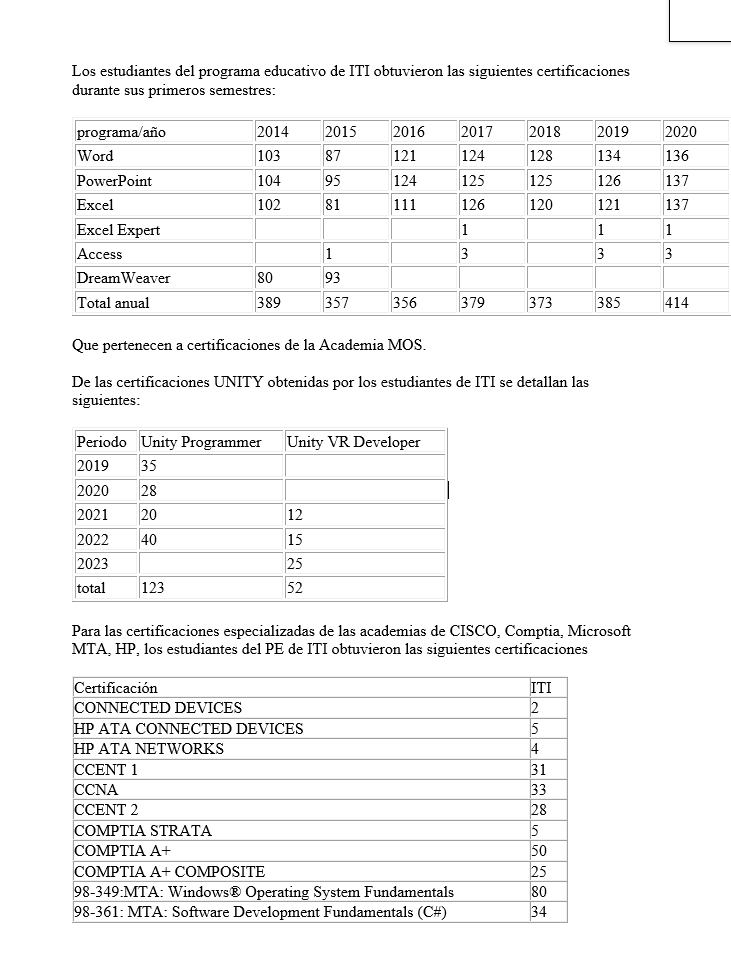 Los estudiantes del programa educativo de ITI obtuvieron las siguientes certificaciones
durante sus primeros semestres:
programa/año 2014 2015 2016 2017 2018 2019 2020
Word 103 87 121 124 128 134 136
PowerPoint 104 95 124 125 125 126 137
Excel 102 81 111 126 120 121 137
Excel Expert 1 1 1
Access 1 3 3 3
DreamWeaver 80 93
Total anual 389 357 356 379 373 385 414
Que pertenecen a certificaciones de la Academia MOS.
De las certificaciones UNITY obtenidas por los estudiantes de ITI se detallan las
siguientes:
Periodo Unity Programmer Unity VR Developer
2019 35
2020 28
2021 20 12
2022 40 15
2023 25
total 123 52
Para las certificaciones especializadas de las academias de CISCO, Comptia, Microsoft
MTA, HP, los estudiantes del PE de ITI obtuvieron las siguientes certificaciones
Certificación ITI
CONNECTED DEVICES 2
HP ATA CONNECTED DEVICES 5
HP ATA NETWORKS 4
CCENT 1 31
CCNA 33
CCENT 2 28
COMPTIA STRATA 5
COMPTIA A+ 50
COMPTIA A+ COMPOSITE 25
98-349:MTA: Windows® Operating System Fundamentals 80
98-361: MTA: Software Development Fundamentals (C#) 34